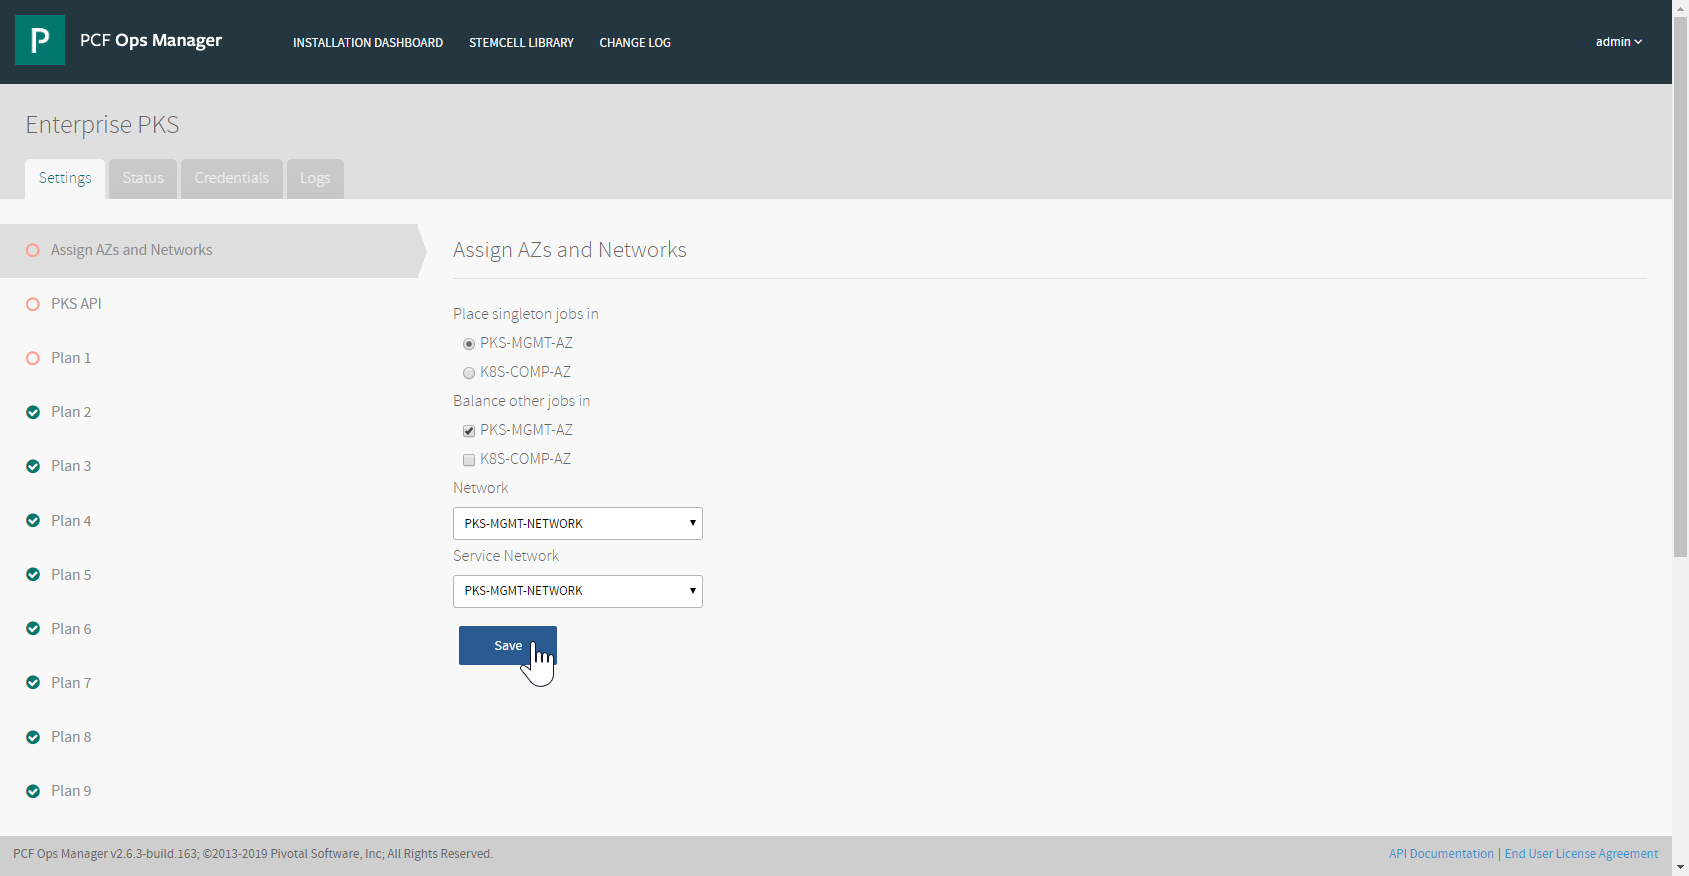 P PCF Ops Manager INSTALLATION DASHBOARD STEMCELL LIBRARY CHANGE LOG admin
Enterprise PKS
Settings Status Credentials Logs
Assign AZs and Networks
PKS API
Plan 1
Plan 2
Plan 3
Plan 4
Plan 5
Plan 6
Plan 7
Plan 8
Plan 9
Assign AZs and Networks
Place singleton jobs in
PKS-MGMT-AZ
K8S-COMP-AZ
Balance other jobs in
PKS-MGMT-AZ
K8S-COMP-AZ
Network
PKS-MGMT-NETWORK
Service Network
PKS-MGMT-NETWORK
Save
PCF Ops Manager v2.6.3-build.163; ©2013-2019 Pivotal Software, Inc; All Rights Reserved. API Documentation | End User License Agreement